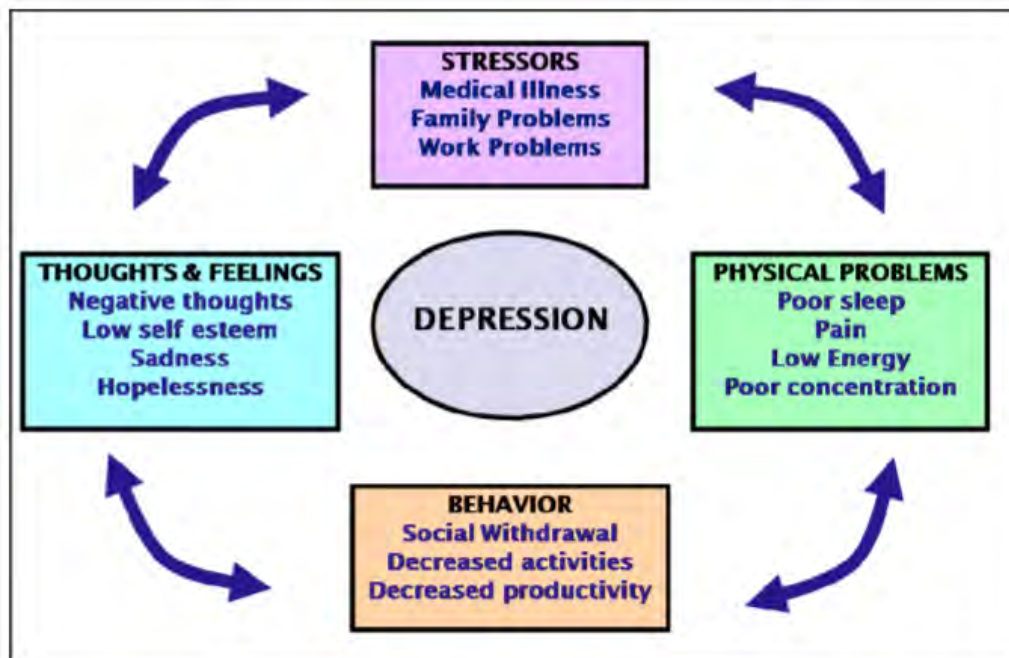 STRESSORS
Medical Illness
Family Problems
Work Problems
THOUGHTS & FEELINGS
Negative thoughts
Low self esteem
Sadness
Hopelessness
DEPRESSION
PHYSICAL PROBLEMS
Poor sleep
Pain
Low Energy
Poor concentration
BEHAVIOR
Social Withdrawal
Decreased activities
Decreased productivity